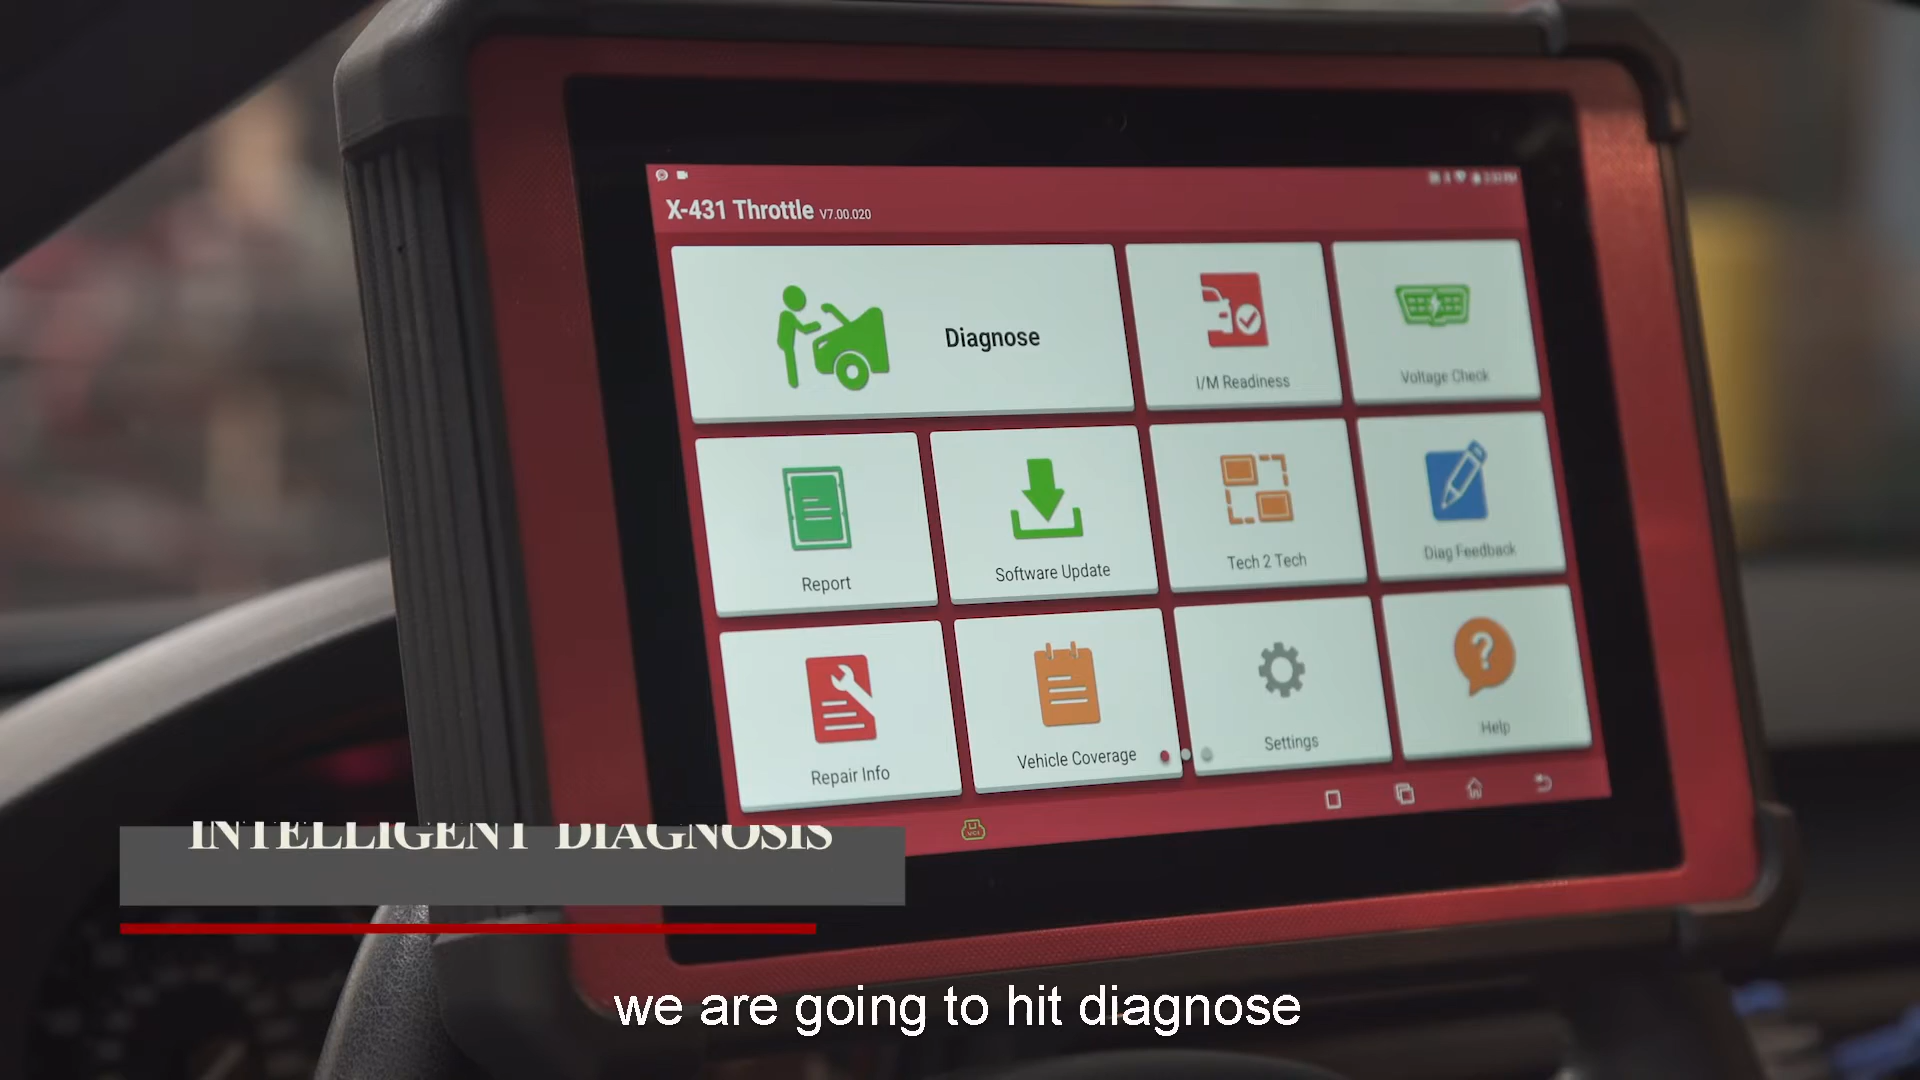 X-431 Throttle V7.00.020
Diagnose
I/M Readiness
Voltage Check
Report
Software Update
Tech 2 Tech
Diag Feedback
Repair Info
Vehicle Coverage
Settings
Help
VCI
INTELLIGENT DIAGNOSIS
we are going to hit diagnose